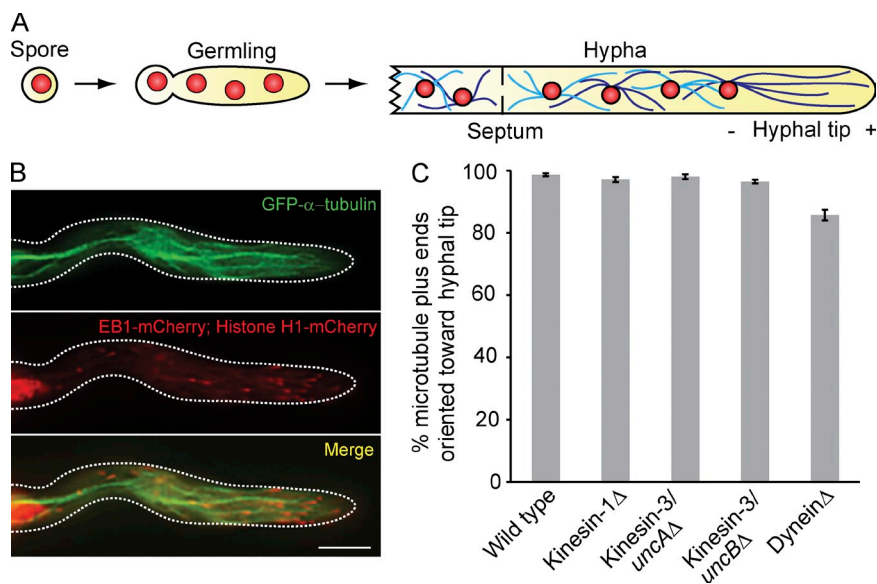 A
Spore
Germling
Hypha
Septum
- Hyphal tip +
B
GFP-α-tubulin
EB1-mCherry; Histone H1-mCherry
Merge
C
% microtubule plus ends
oriented toward hyphal tip
100
80
60
40
20
0
Wild type
Kinesin-1Δ
Kinesin-3/
uncAΔ
Kinesin-3/
uncBΔ
DyneinΔ